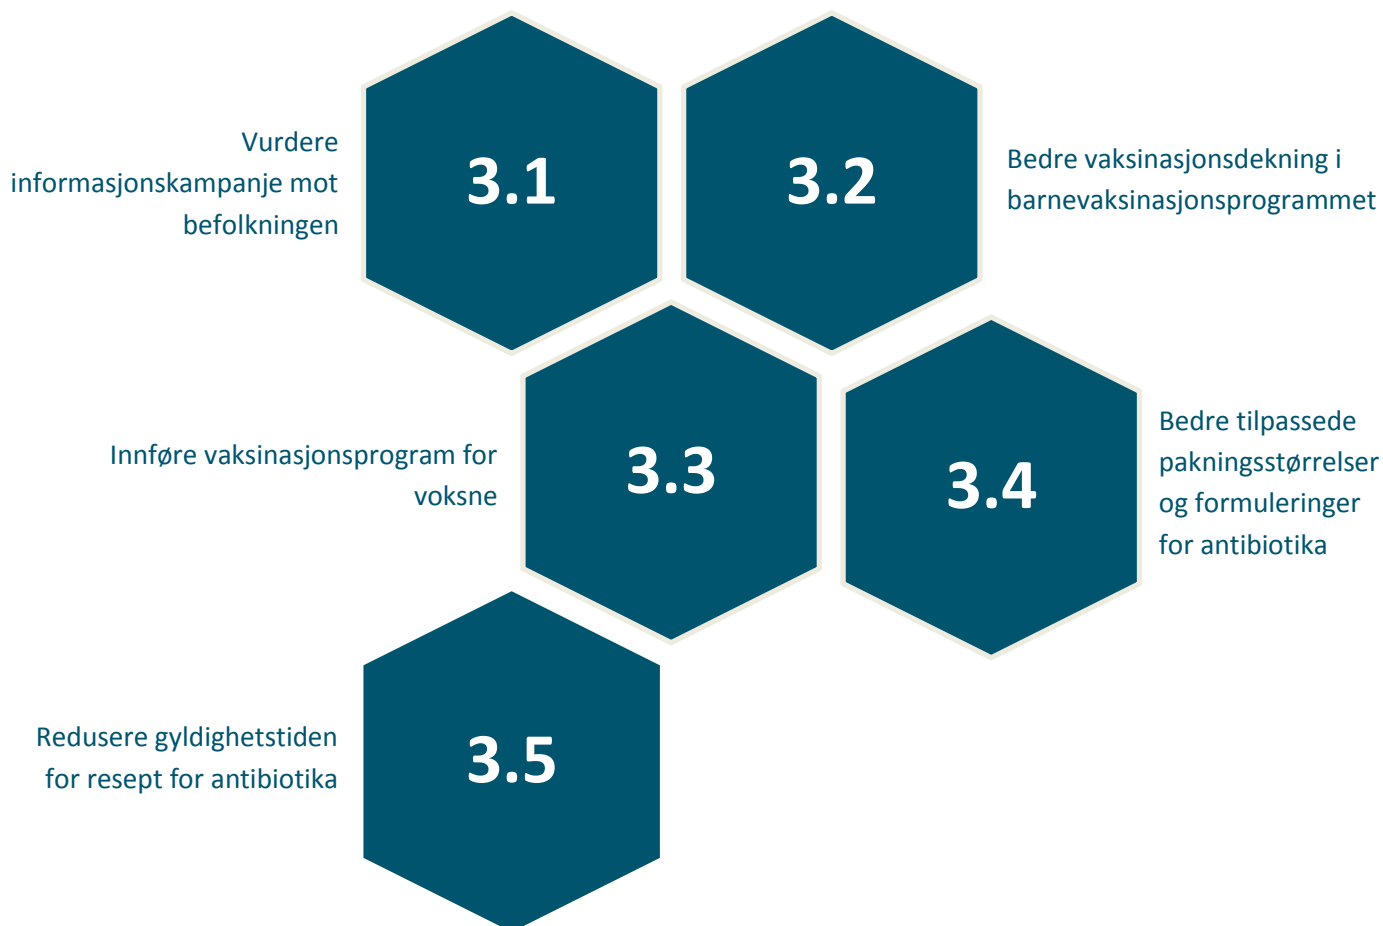 Vurdere
informasjonskampanje mot
befolkningen
3.1
3.2
Bedre vaksinasjonsdekning i
barnevaksinasjonsprogrammet
Innføre vaksinasjonsprogram for
voksne
3.3
3.4
Bedre tilpassede
pakningsstørrelser
og formuleringer
for antibiotika
Redusere gyldighetstiden
for resept for antibiotika
3.5